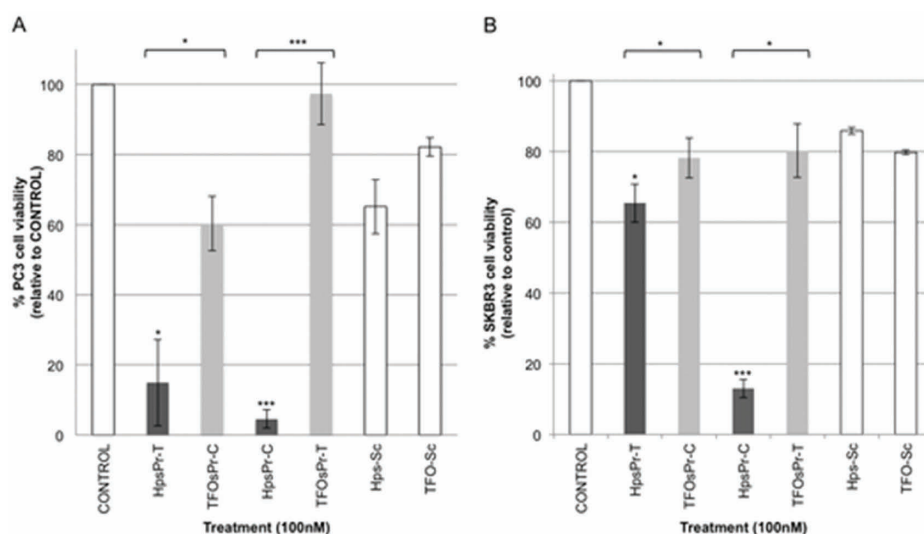 A
*
***
% PC3 cell viability
(relative to CONTROL)
100
80
60
40
20
0
*
***
CONTROL
HpsPr-T
TFOsPr-C
HpsPr-C
TFOsPr-T
Hps-Sc
TFO-Sc
Treatment (100nM)
B
*
*
% SKBR3 cell viability
(relative to control)
100
80
60
40
20
0
*
***
CONTROL
HpsPr-T
TFOsPr-C
HpsPr-C
TFOsPr-T
Hps-Sc
TFO-Sc
Treatment (100nM)